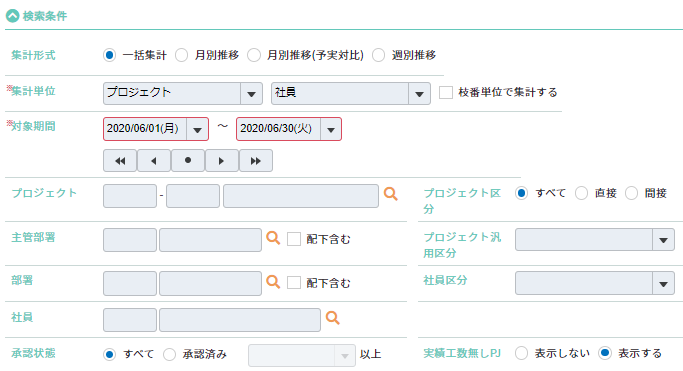 検索条件
集計形式 一括集計 月別推移 月別推移(予実対比) 週別推移
※集計単位 プロジェクト 社員 枝番単位で集計する
※対象期間 2020/06/01(月) ～ 2020/06/30(火)
プロジェクト - プロジェクト区分 すべて 直接 間接
主管部署 配下含む プロジェクト汎用区分
部署 配下含む 社員区分
社員
承認状態 すべて 承認済み 以上 実績工数無しPJ 表示しない 表示する